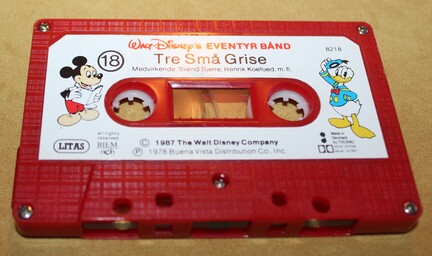 Walt Disney's EVENTYR BÅND
8218
18
Tre Små Grise
Medvirkende: Svend Bjerre, Henrik Koefoed, m. fl.
LITAS
all rights reserved
BIEM
ncb
© 1987 The Walt Disney Company
℗ 1978 Buena Vista Distribution Co., Inc.
Made in
Denmark